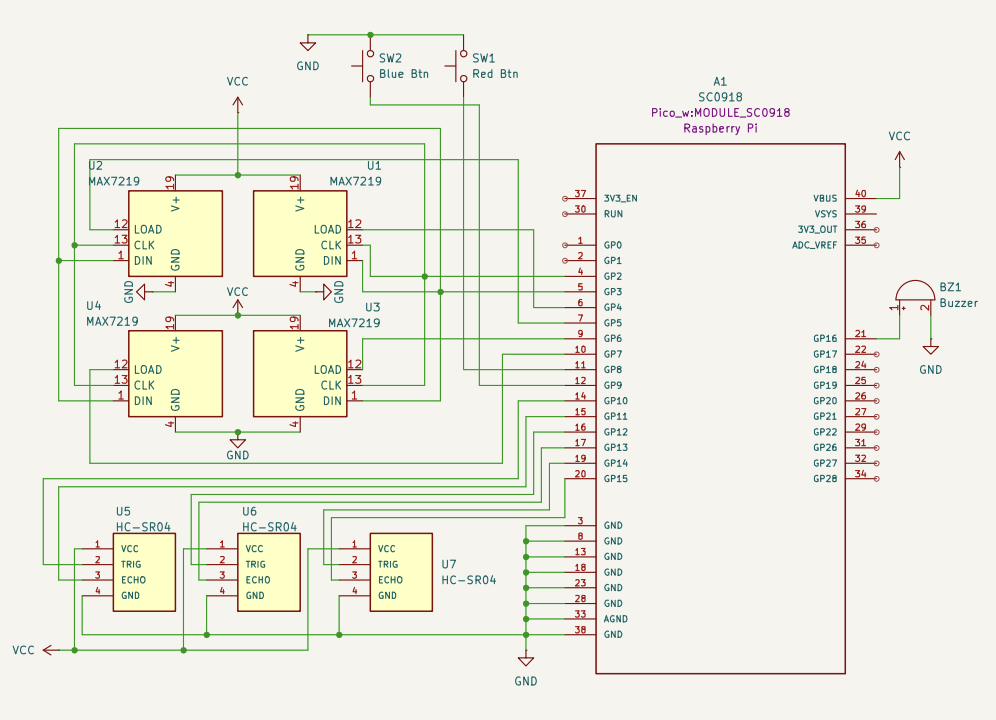 GND
SW2
Blue Btn
SW1
Red Btn
VCC
A1
SC0918
Pico_w:MODULE_SC0918
Raspberry Pi
U2
MAX7219
19
V+
12 LOAD
13 CLK
1 DIN
GND
4
GND
U1
MAX7219
19
V+
LOAD 12
CLK 13
DIN 1
GND
4
GND
VCC
U4
MAX7219
19
V+
12 LOAD
13 CLK
1 DIN
GND
4
U3
MAX7219
19
V+
LOAD 12
CLK 13
DIN 1
GND
4
GND
37 3V3_EN
30 RUN
1 GP0
2 GP1
4 GP2
5 GP3
6 GP4
7 GP5
9 GP6
10 GP7
11 GP8
12 GP9
14 GP10
15 GP11
16 GP12
17 GP13
19 GP14
20 GP15
3 GND
8 GND
13 GND
18 GND
23 GND
28 GND
33 AGND
38 GND
GND
VBUS 40
VSYS 39
3V3_OUT 36
ADC_VREF 35
GP16 21
GP17 22
GP18 24
GP19 25
GP20 26
GP21 27
GP22 29
GP26 31
GP27 32
GP28 34
VCC
BZ1
Buzzer
1 +
2
GND
U5
HC-SR04
1 VCC
2 TRIG
3 ECHO
4 GND
U6
HC-SR04
1 VCC
2 TRIG
3 ECHO
4 GND
U7
HC-SR04
1 VCC
2 TRIG
3 ECHO
4 GND
VCC